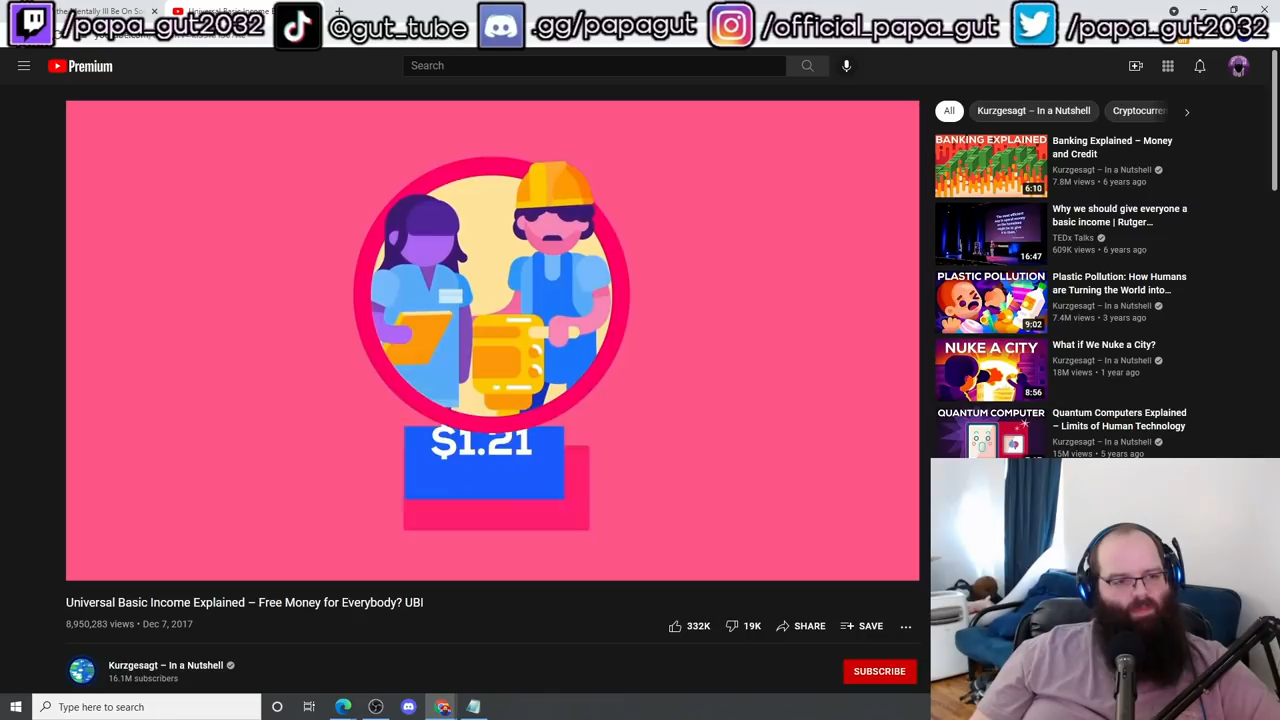 /papa_gut2032
@gut_tube
.gg/papagut
/official_papa_gut
/papa_gut2032
Premium
Search
All
Kurzgesagt – In a Nutshell
Cryptocurren
BANKING EXPLAINED
6:10
Banking Explained – Money
and Credit
Kurzgesagt – In a Nutshell
7.8M views • 6 years ago
16:47
Why we should give everyone a
basic income | Rutger...
TEDx Talks
609K views • 6 years ago
PLASTIC POLLUTION
9:02
Plastic Pollution: How Humans
are Turning the World into...
Kurzgesagt – In a Nutshell
7.4M views • 3 years ago
NUKE A CITY
8:56
What if We Nuke a City?
Kurzgesagt – In a Nutshell
18M views • 1 year ago
QUANTUM COMPUTER
Quantum Computers Explained
– Limits of Human Technology
Kurzgesagt – In a Nutshell
15M views • 5 years ago
$1.21
Universal Basic Income Explained – Free Money for Everybody? UBI
8,950,283 views • Dec 7, 2017
332K
19K
SHARE
SAVE
Kurzgesagt – In a Nutshell
16.1M subscribers
SUBSCRIBE
Type here to search